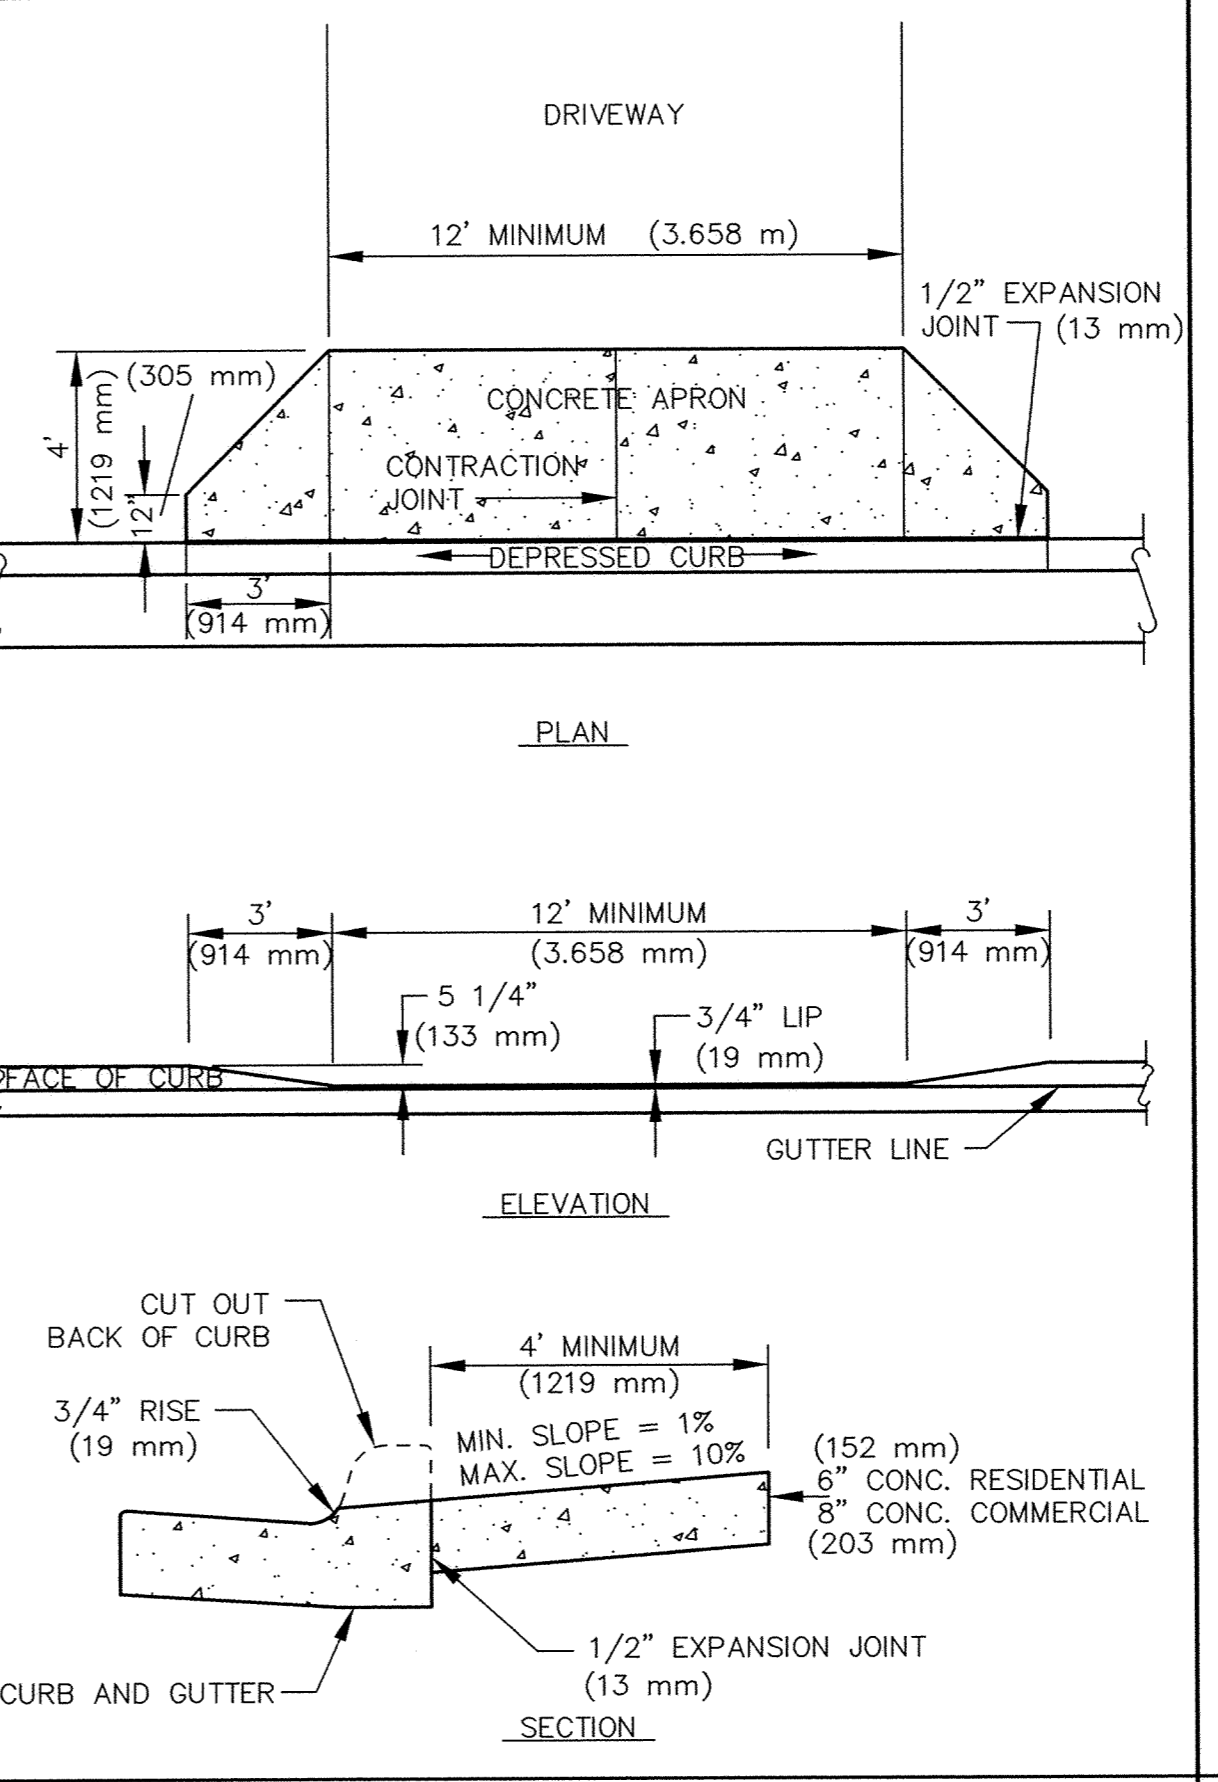 DRIVEWAY
12' MINIMUM (3.658 m)
1/2" EXPANSION
JOINT (13 mm)
4'
(1219 mm)
(305 mm)
12"
CONCRETE APRON
CONTRACTION
JOINT
DEPRESSED CURB
3'
(914 mm)
PLAN
3'
(914 mm)
12' MINIMUM
(3.658 mm)
3'
(914 mm)
5 1/4"
(133 mm)
3/4" LIP
(19 mm)
FACE OF CURB
GUTTER LINE
ELEVATION
CUT OUT
BACK OF CURB
4' MINIMUM
(1219 mm)
3/4" RISE
(19 mm)
MIN. SLOPE = 1%
MAX. SLOPE = 10%
(152 mm)
6" CONC. RESIDENTIAL
8" CONC. COMMERCIAL
(203 mm)
1/2" EXPANSION JOINT
(13 mm)
CURB AND GUTTER
SECTION